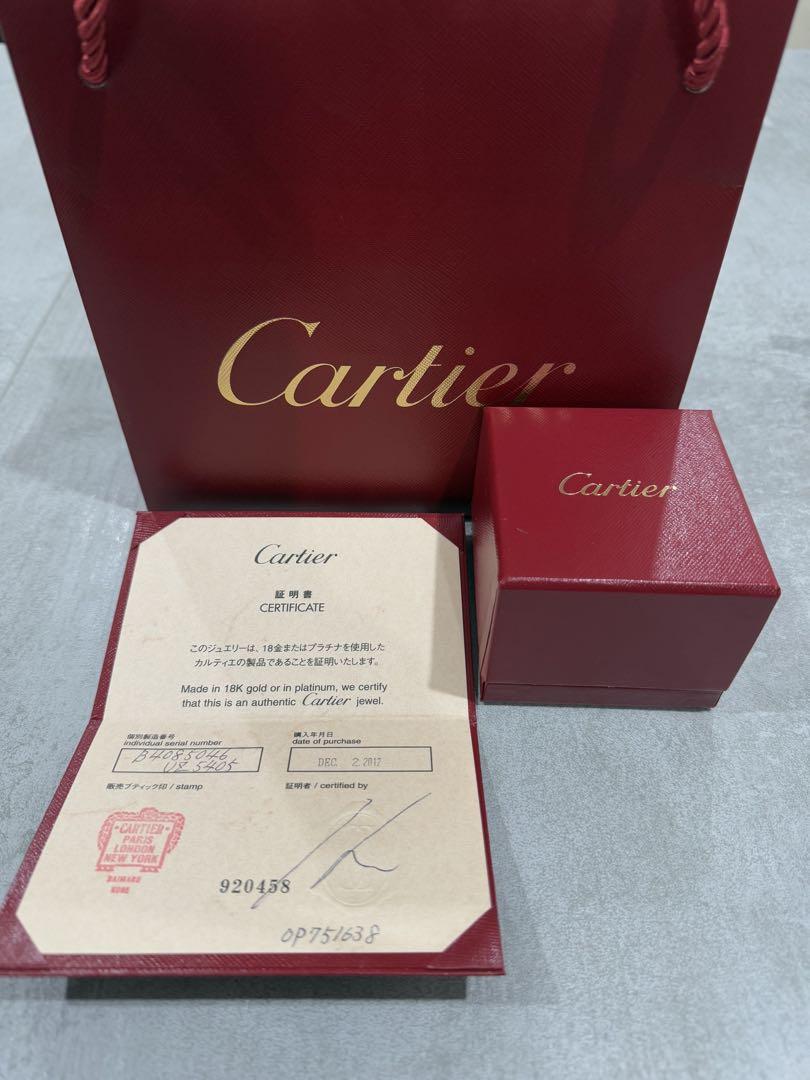 Cartier
Cartier
Cartier
証明書
CERTIFICATE
このジュエリーは、18金またはプラチナを使用した
カルティエの製品であることを証明いたします。
Made in 18K gold or in platinum, we certify
that this is an authentic Cartier jewel.
個別製造番号
individual serial number
B4085046
UZ5405
購入年月日
date of purchase
DEC. 2.2012
販売ブティック印 / stamp
証明者 / certified by
CARTIER
PARIS
LONDON
NEW YORK
DAIMARU
KOBE
920458
OP751638